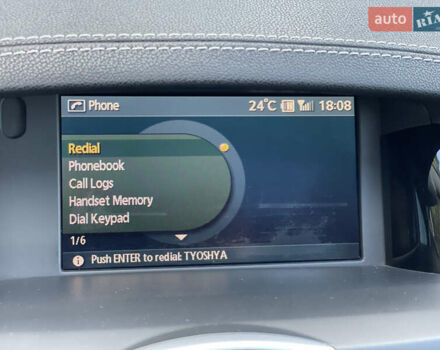 auto RIA
Phone 24°C 18:08
Redial
Phonebook
Call Logs
Handset Memory
Dial Keypad
1/6
i Push ENTER to redial: TYOSHYA